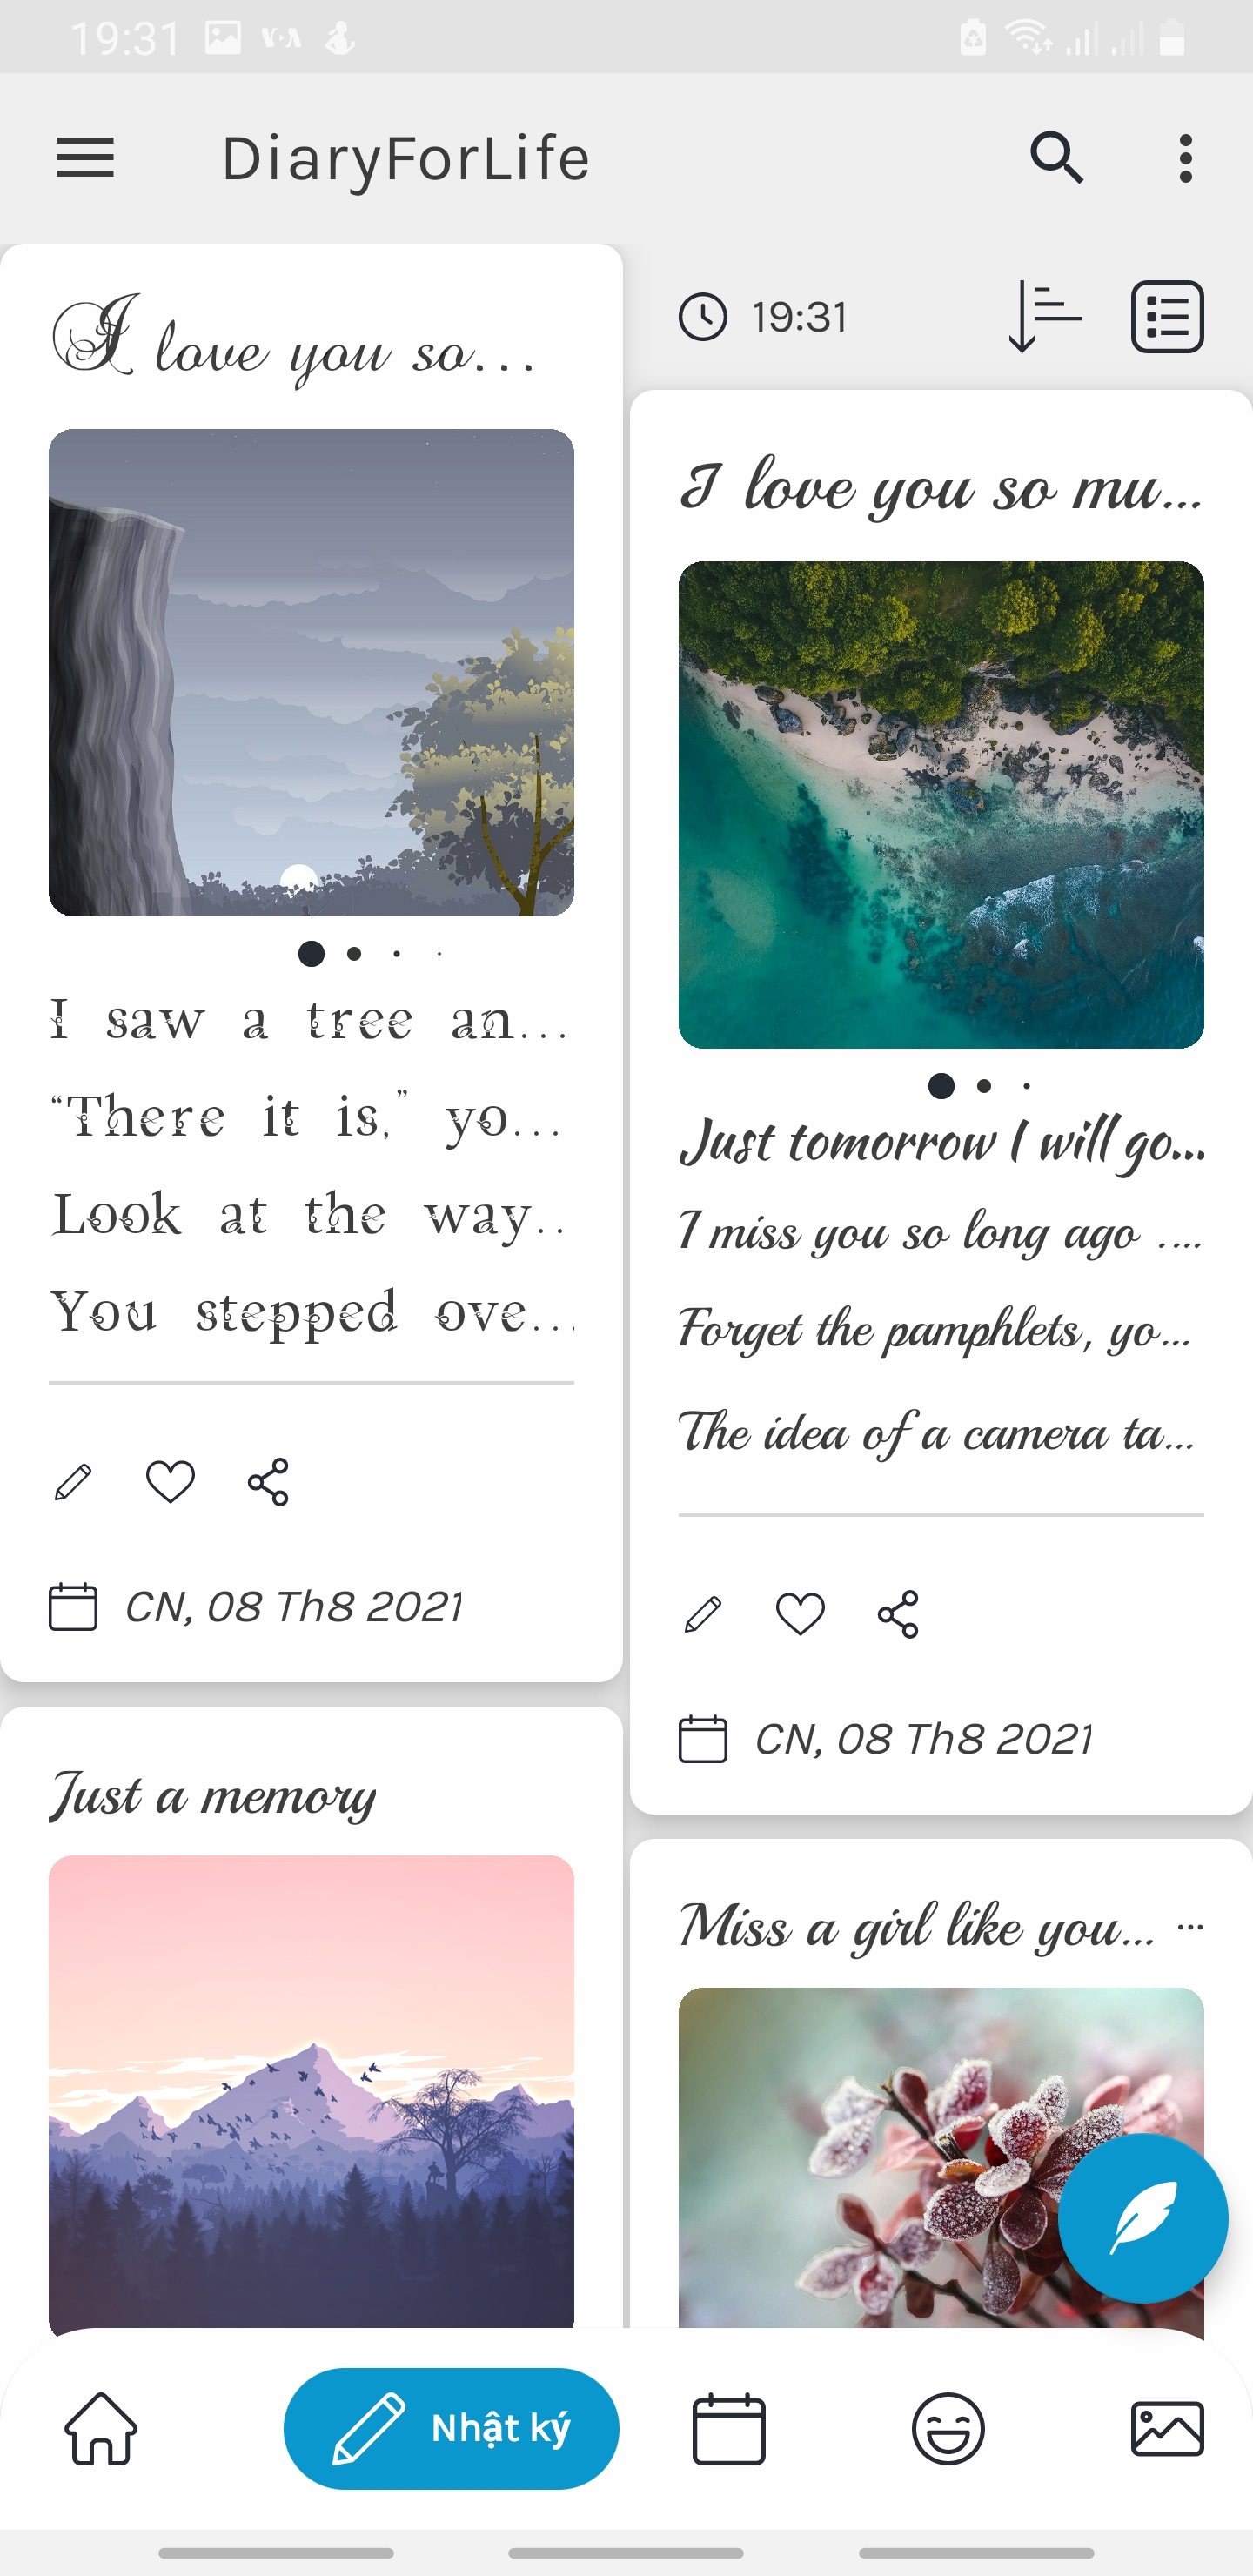 19:31
VOA
DiaryForLife
I love you so...
I saw a tree an...
“There it is,” yo...
Look at the way..
You stepped ove...
CN, 08 Th8 2021
Just a memory
19:31
I love you so mu...
Just tomorrow I will go...
I miss you so long ago ....
Forget the pamphlets, yo...
The idea of a camera ta...
CN, 08 Th8 2021
Miss a girl like you... ...
Nhật ký